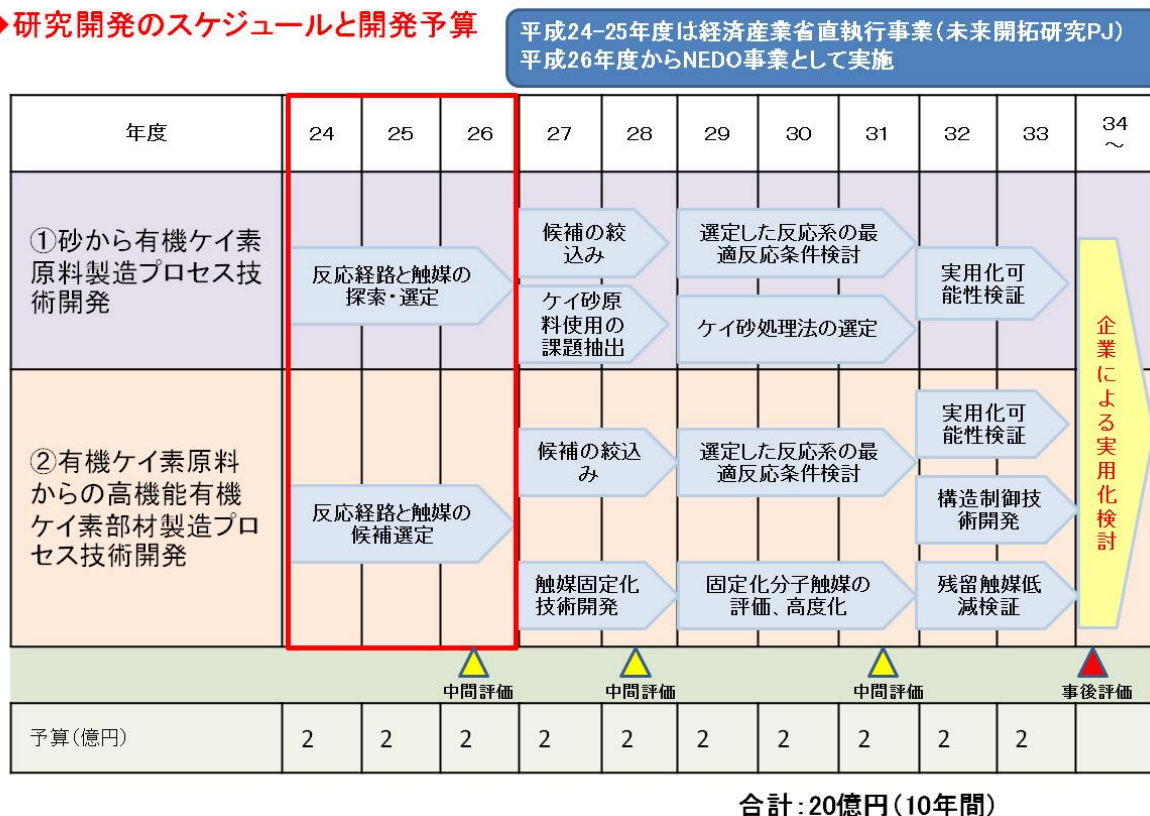 ◆研究開発のスケジュールと開発予算
平成24-25年度は経済産業省直執行事業(未来開拓研究PJ)
平成26年度からNEDO事業として実施
年度
24
25
26
27
28
29
30
31
32
33
34
～
①砂から有機ケイ素
原料製造プロセス技
術開発
反応経路と触媒の
探索・選定
候補の絞
込み
ケイ砂原
料使用の
課題抽出
選定した反応系の最
適反応条件検討
ケイ砂処理法の選定
実用化可
能性検証
企業による実用化検討
②有機ケイ素原料
からの高機能有機
ケイ素部材製造プロ
セス技術開発
反応経路と触媒の
候補選定
候補の絞込
み
触媒固定化
技術開発
選定した反応系の最
適反応条件検討
固定化分子触媒の
評価、高度化
実用化可
能性検証
構造制御技
術開発
残留触媒低
減検証
中間評価
中間評価
中間評価
事後評価
予算(億円)
2
2
2
2
2
2
2
2
2
2
合計:20億円(10年間)